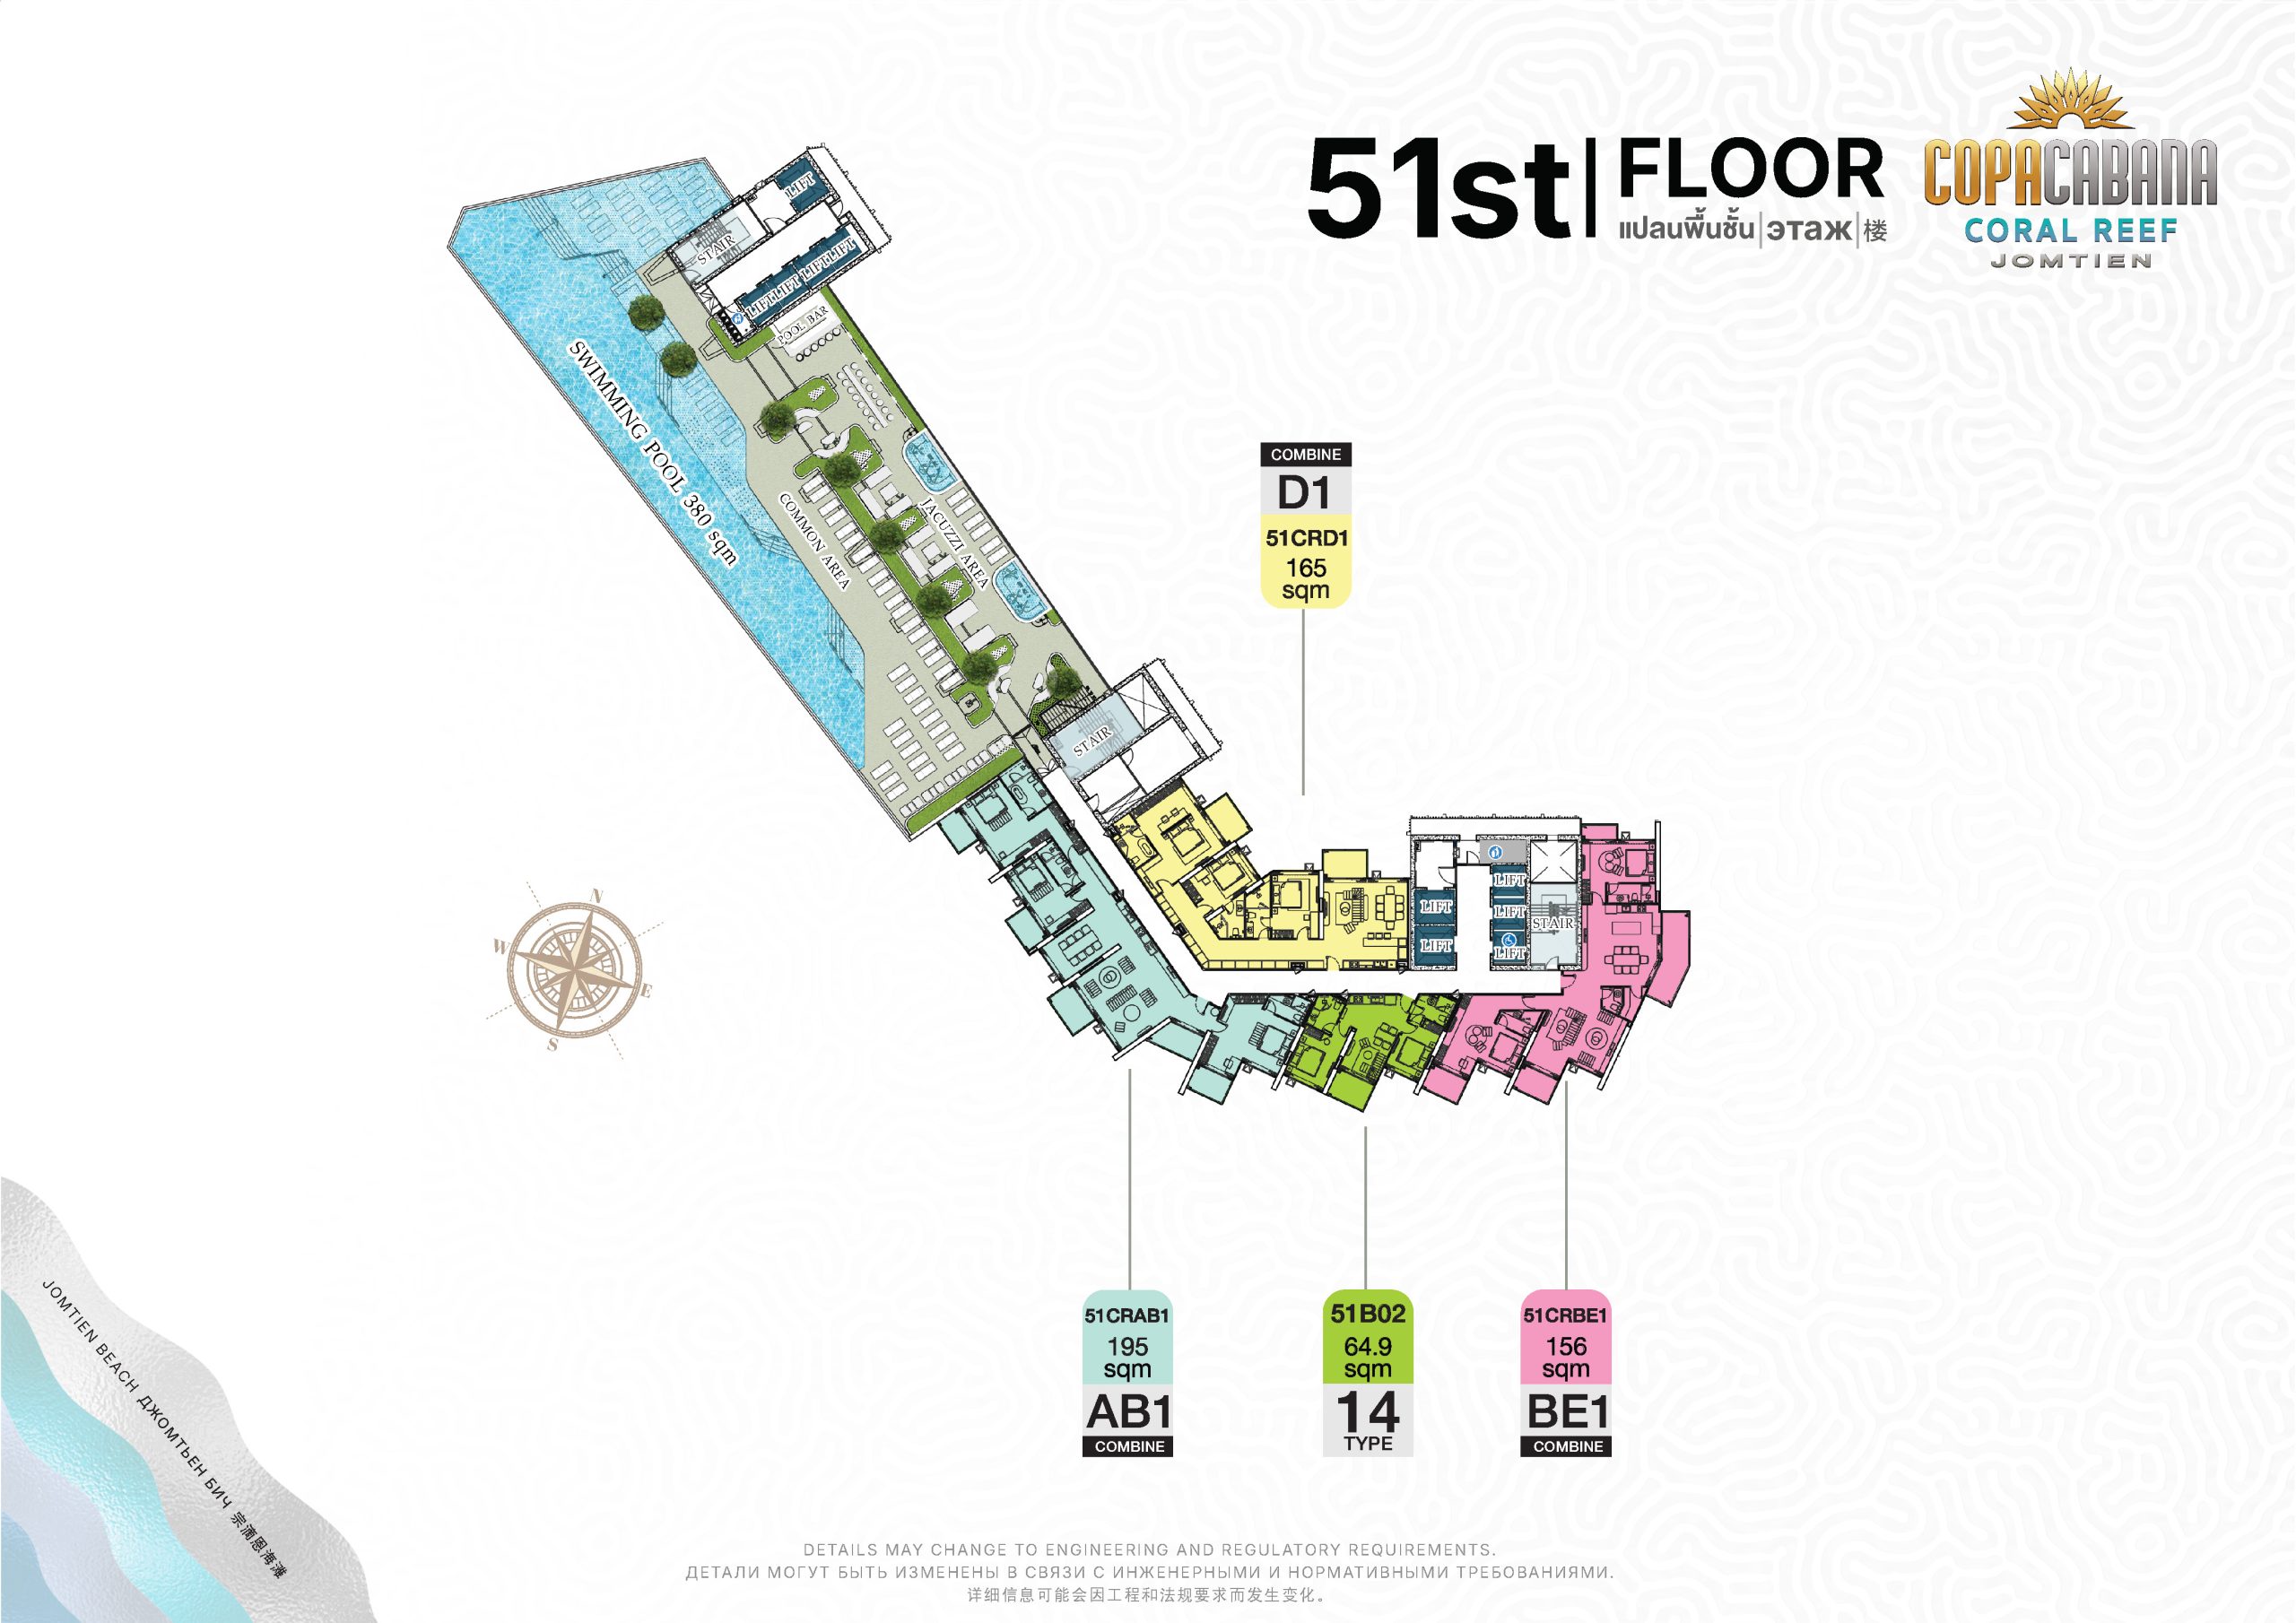 51st
FLOOR
แปลนพื้นชั้น|этаж|楼
COPACABANA
CORAL REEF
JOMTIEN
LIFT
STAIR
LIFT LIFT LIFT LIFT
POOL BAR
SWIMMING POOL 380 sqm
COMMON AREA
JACUZZI AREA
STAIR
COMBINE
D1
51CRD1
165
sqm
LIFT
LIFT
LIFT
LIFT
LIFT
STAIR
N
W
E
S
51CRAB1
195
sqm
AB1
COMBINE
51B02
64.9
sqm
14
TYPE
51CRBE1
156
sqm
BE1
COMBINE
JOMTIEN BEACH ДЖОМТЬЕН БИЧ 宗滴恩海滩
DETAILS MAY CHANGE TO ENGINEERING AND REGULATORY REQUIREMENTS.
ДЕТАЛИ МОГУТ БЫТЬ ИЗМЕНЕНЫ В СВЯЗИ С ИНЖЕНЕРНЫМИ И НОРМАТИВНЫМИ ТРЕБОВАНИЯМИ.
详细信息可能会因工程和法规要求而发生变化。